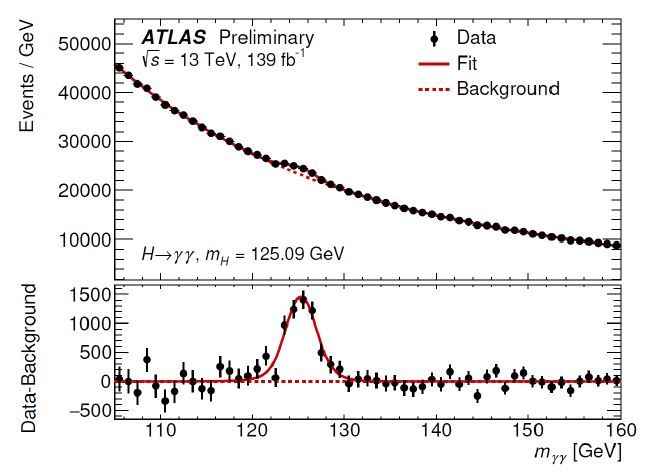 ATLAS Preliminary
√s = 13 TeV, 139 fb⁻¹
Data
Fit
Background
Events / GeV
50000
40000
30000
20000
10000
H→γγ, m_H = 125.09 GeV
Data-Background
1500
1000
500
0
−500
110 120 130 140 150 160
m_γγ [GeV]